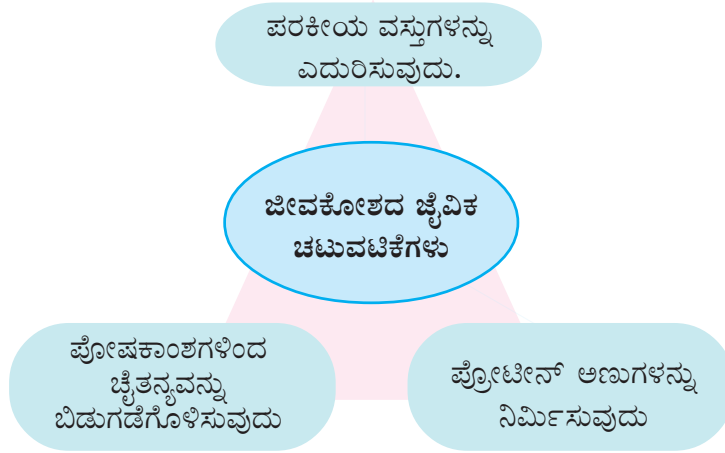 ಪರಕೀಯ ವಸ್ತುಗಳನ್ನು
ಎದುರಿಸುವುದು.
ಜೀವಕೋಶದ ಜೈವಿಕ
ಚಟುವಟಿಕೆಗಳು
ಪೋಷಕಾಂಶಗಳಿಂದ
ಚೈತನ್ಯವನ್ನು
ಬಿಡುಗಡೆಗೊಳಿಸುವುದು
ಪ್ರೋಟೀನ್ ಅಣುಗಳನ್ನು
ನಿರ್ಮಿಸುವುದು